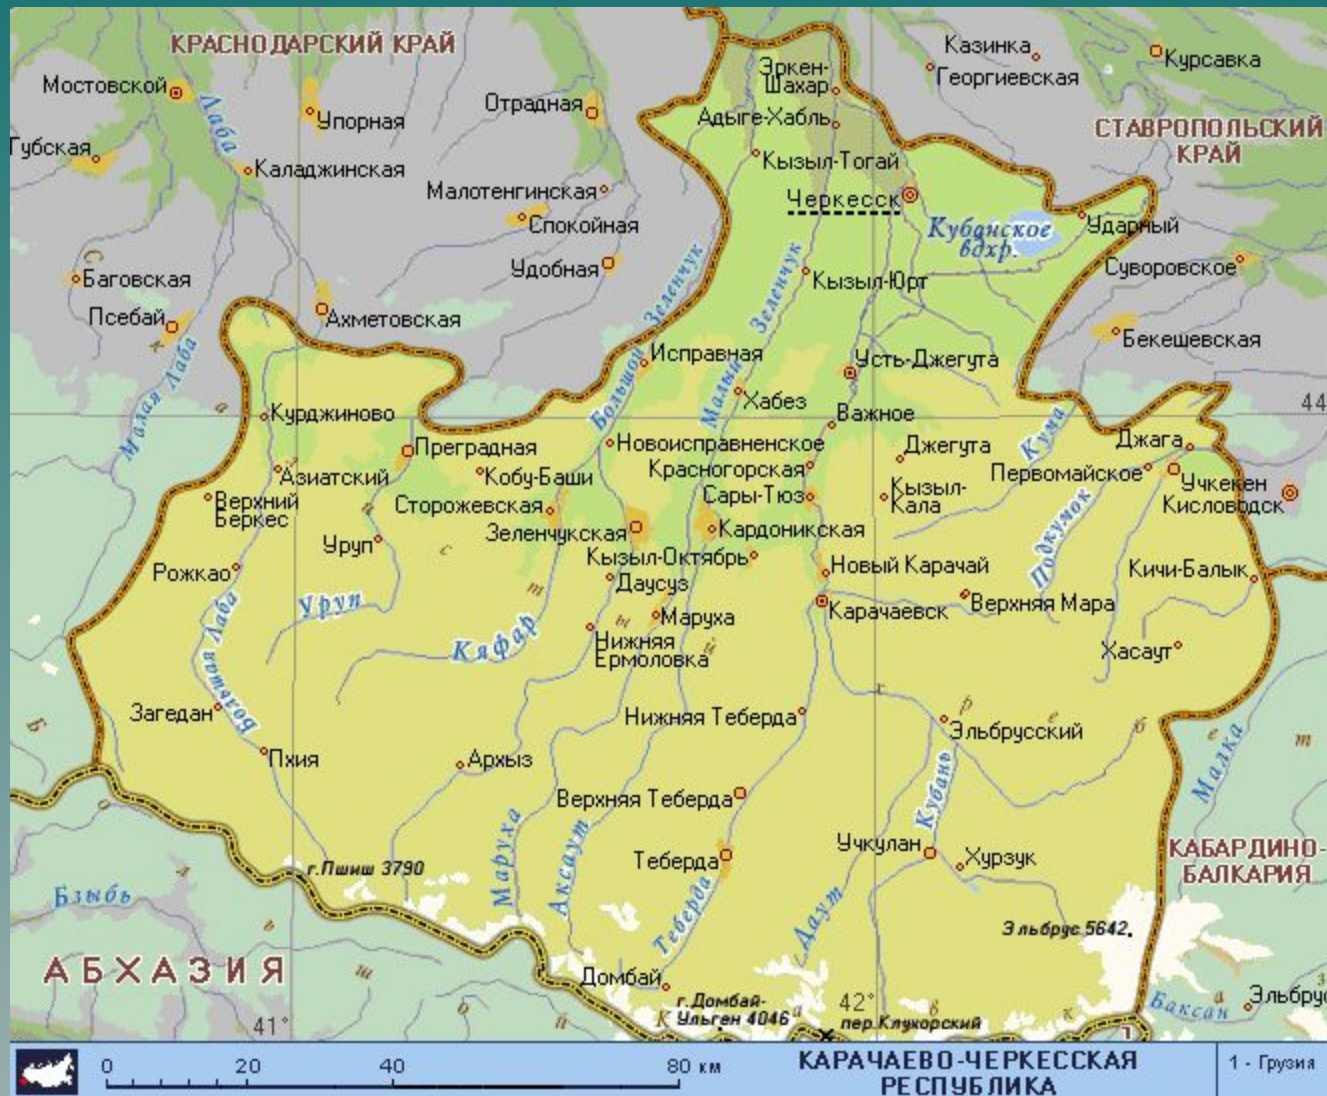 КРАСНОДАРСКИЙ КРАЙ
Казинка
Георгиевская
Курсавка
Эркен-
Шахар
Мостовской
Лаба
Упорная
Отрадная
Адыге-Хабль
СТАВРОПОЛЬСКИЙ
КРАЙ
Губская
Каладжинская
Кызыл-Тогай
Малотенгинская
Черкесск
Спокойная
Кубанское
вдхр.
Ударный
Баговская
Удобная
Большой Зеленчук
Малый Зеленчук
Кызыл-Юрт
Суворовское
Псебай
Ахметовская
Малая Лаба
Исправная
Усть-Джегута
Бекешевская
Хабез
Курджиново
Важное
44
Преградная
Новоисправненское
Джегута
Кума
Джага
Азиатский
Кобу-Баши
Красногорская
Первомайское
Учкекен
Верхний
Беркес
Сторожевская
Сары-Тюз
Кызыл-
Кала
Кисловодск
Уруп
Зеленчукская
Кардоникская
Подкумок
Кызыл-Октябрь
Рожкао
Даусуз
Новый Карачай
Кичи-Балык
Большая Лаба
Уруп
Маруха
Карачаевск
Верхняя Мара
Кяфар
Нижняя
Ермоловка
Хасаут
Загедан
Нижняя Теберда
Эльбрусский
Пхия
Архыз
Кубань
Малка
Верхняя Теберда
Маруха
Аксаут
Теберда
Учкулан
Хурзук
КАБАРДИНО-
БАЛКАРИЯ
г.Пшиш 3790
Бзыбь
Теберда
Даут
Эльбрус 5642
АБХАЗИЯ
Домбай
г.Домбай-
Ульген 4046
пер.Клухорский
Баксан
Эльбрус
41°
42°
1
Б о л ь ш о й К а в к а з
С к а л и с т ы й х р е б е т
0 20 40 80 км
КАРАЧАЕВО-ЧЕРКЕССКАЯ
РЕСПУБЛИКА
1 - Грузия